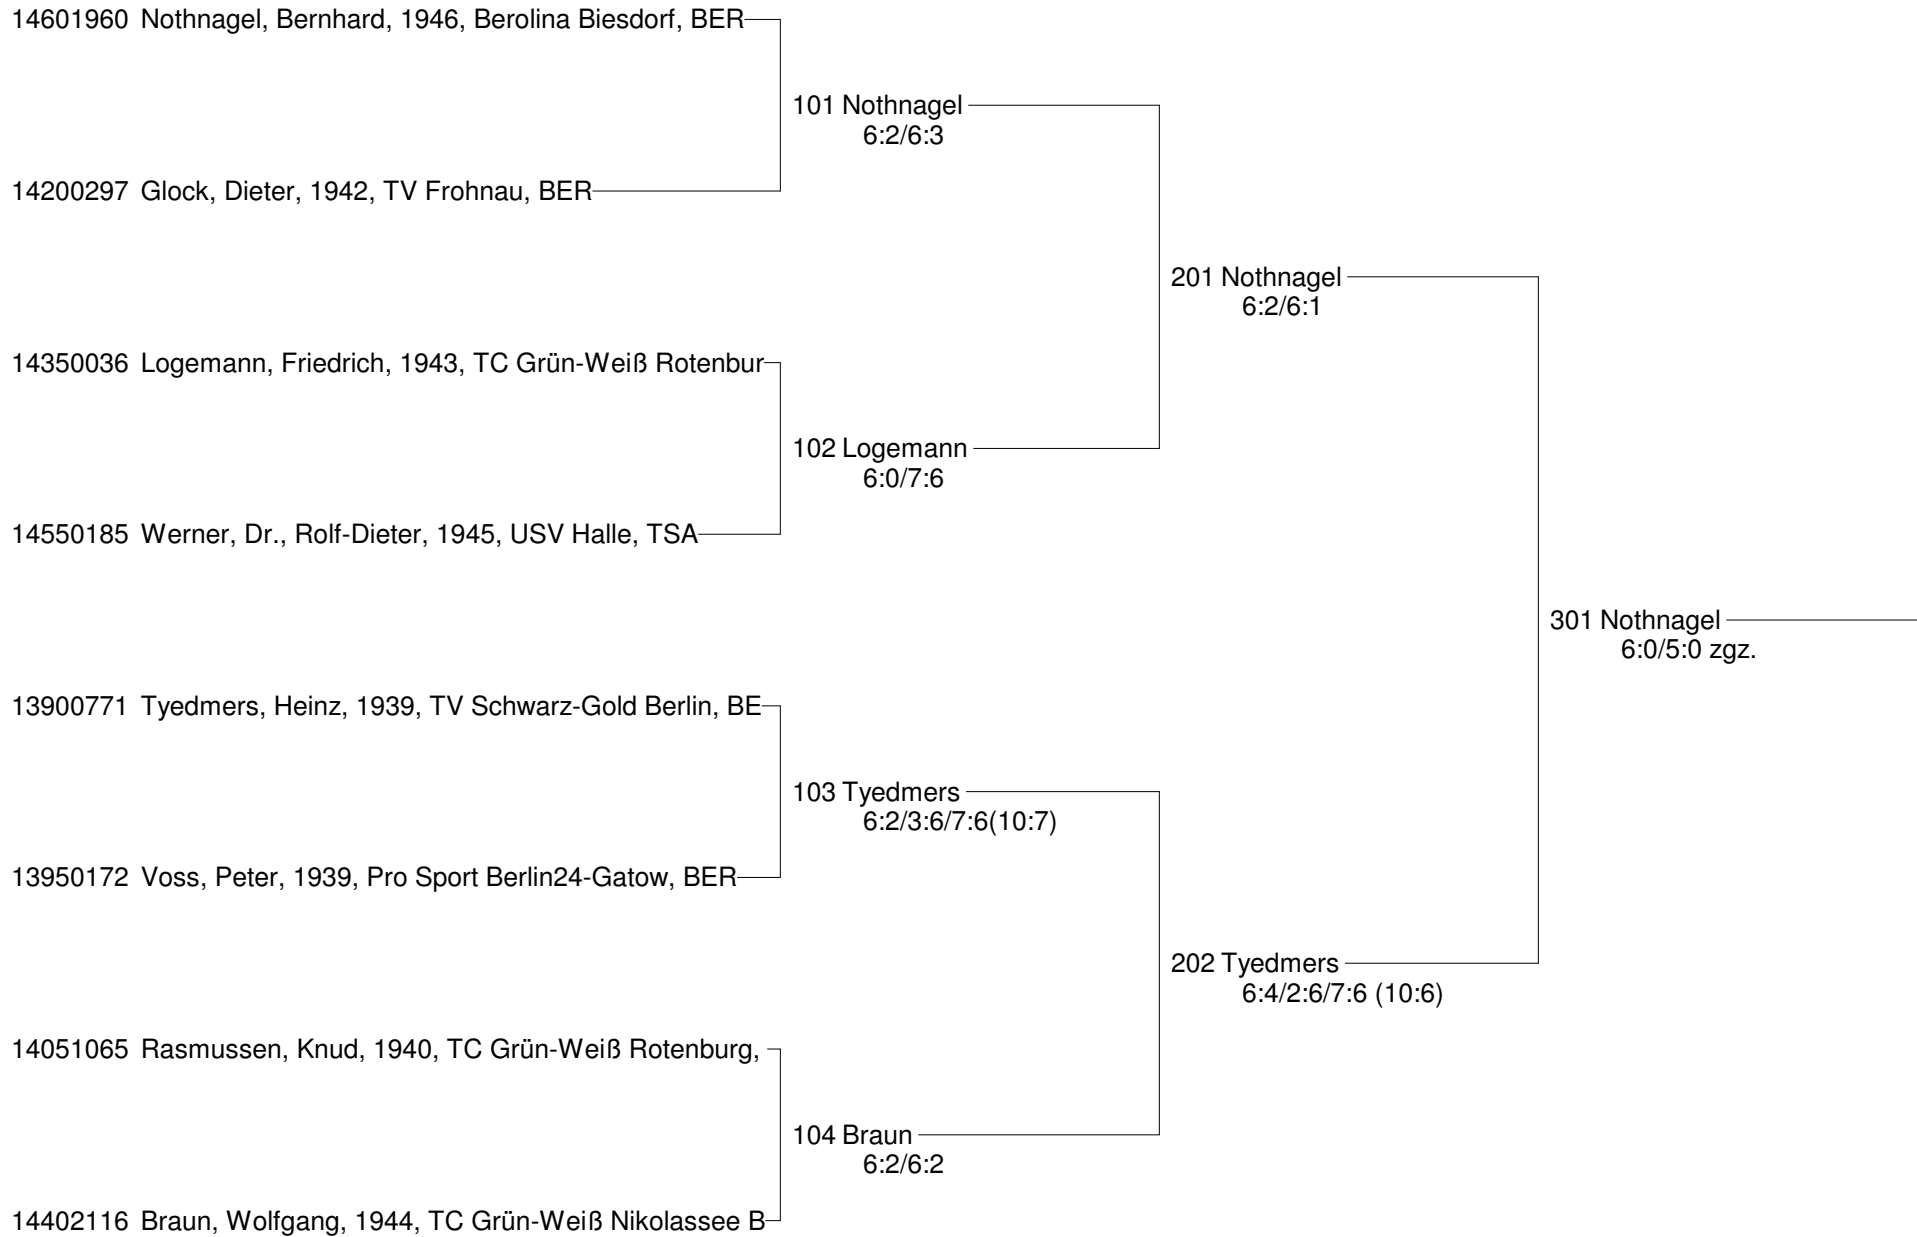 14601960 Nothnagel, Bernhard, 1946, Berolina Biesdorf, BER
101 Nothnagel
6:2/6:3
14200297 Glock, Dieter, 1942, TV Frohnau, BER
201 Nothnagel
6:2/6:1
14350036 Logemann, Friedrich, 1943, TC Grün-Weiß Rotenbur
102 Logemann
6:0/7:6
14550185 Werner, Dr., Rolf-Dieter, 1945, USV Halle, TSA
301 Nothnagel
6:0/5:0 zgz.
13900771 Tyedmers, Heinz, 1939, TV Schwarz-Gold Berlin, BE
103 Tyedmers
6:2/3:6/7:6(10:7)
13950172 Voss, Peter, 1939, Pro Sport Berlin24-Gatow, BER
202 Tyedmers
6:4/2:6/7:6 (10:6)
14051065 Rasmussen, Knud, 1940, TC Grün-Weiß Rotenburg,
104 Braun
6:2/6:2
14402116 Braun, Wolfgang, 1944, TC Grün-Weiß Nikolassee B